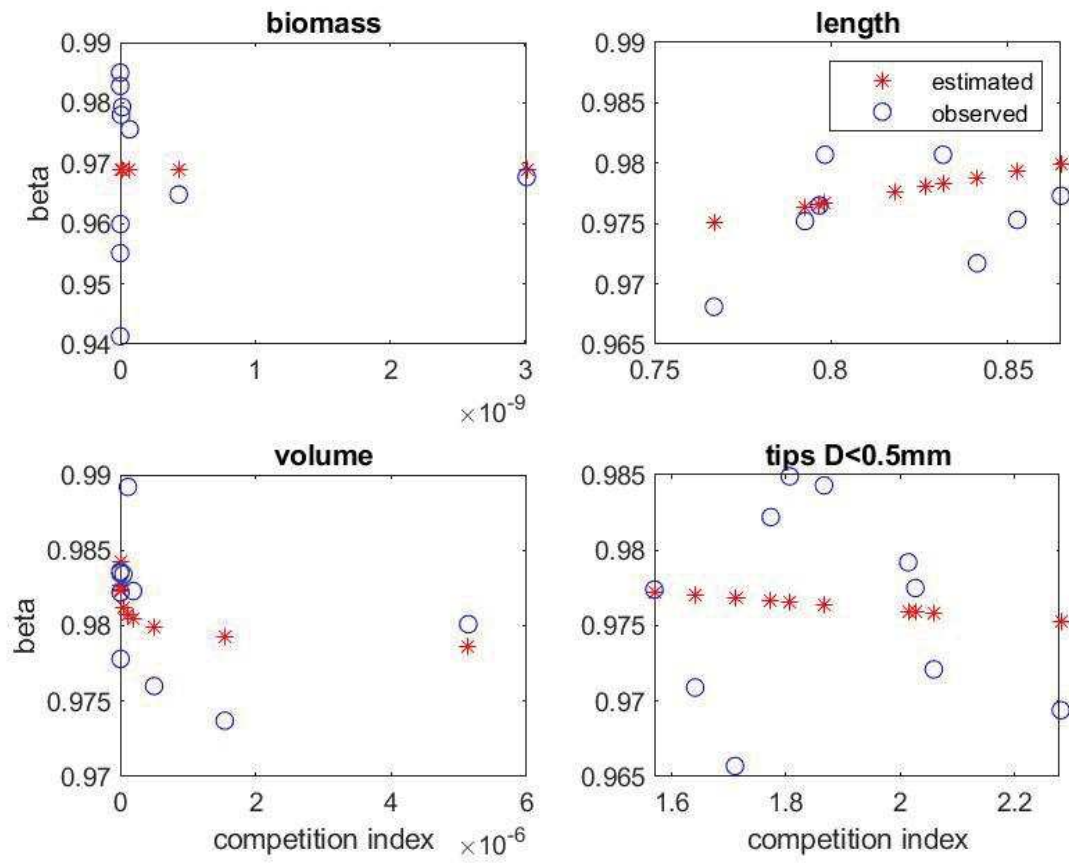 biomass
0.99
0.98
0.97
0.96
0.95
0.94
beta
0 1 2 3
×10-9
length
0.99
0.985
0.98
0.975
0.97
0.965
0.75 0.8 0.85
estimated
observed
volume
0.99
0.985
0.98
0.975
0.97
beta
0 2 4 6
competition index ×10-6
tips D<0.5mm
0.985
0.98
0.975
0.97
0.965
1.6 1.8 2 2.2
competition index